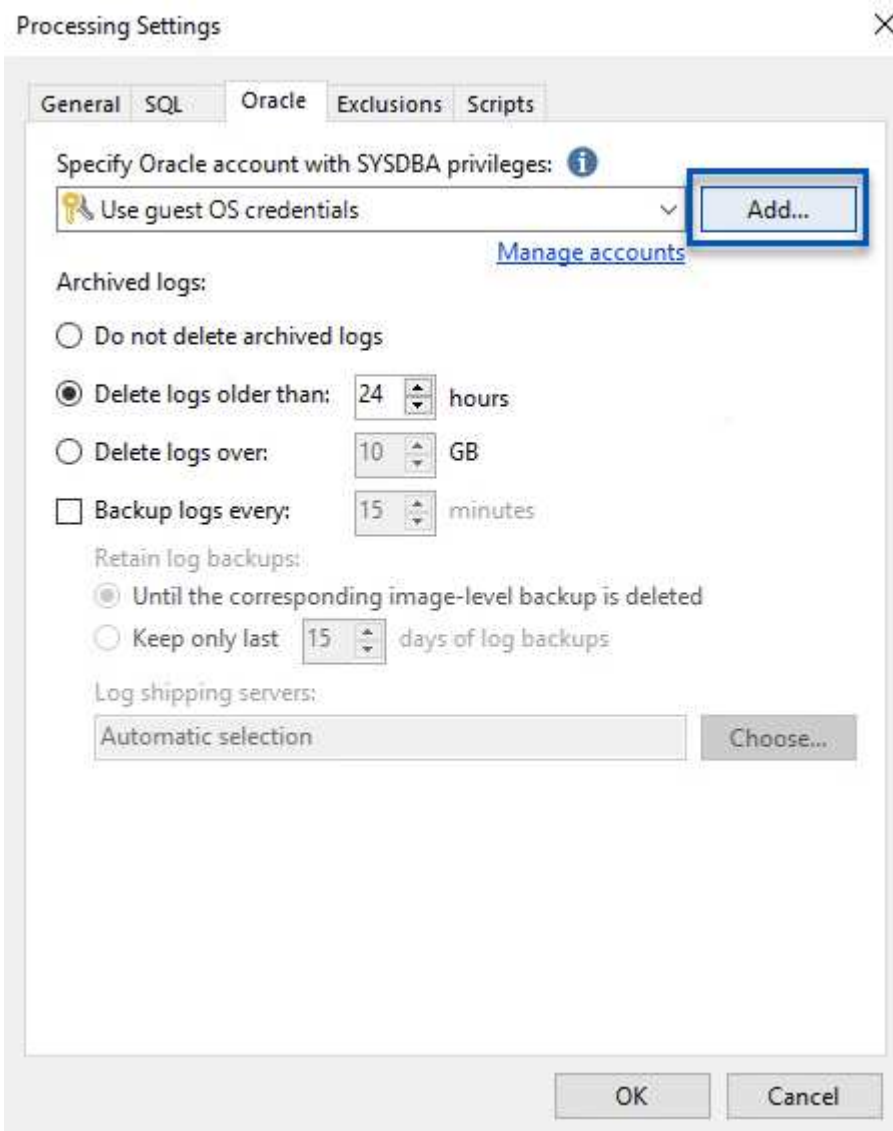 Processing Settings
General SQL Oracle Exclusions Scripts
Specify Oracle account with SYSDBA privileges:
Use guest OS credentials Add...
Manage accounts
Archived logs:
Do not delete archived logs
Delete logs older than: 24 hours
Delete logs over: 10 GB
Backup logs every: 15 minutes
Retain log backups:
Until the corresponding image-level backup is deleted
Keep only last 15 days of log backups
Log shipping servers:
Automatic selection Choose...
OK Cancel